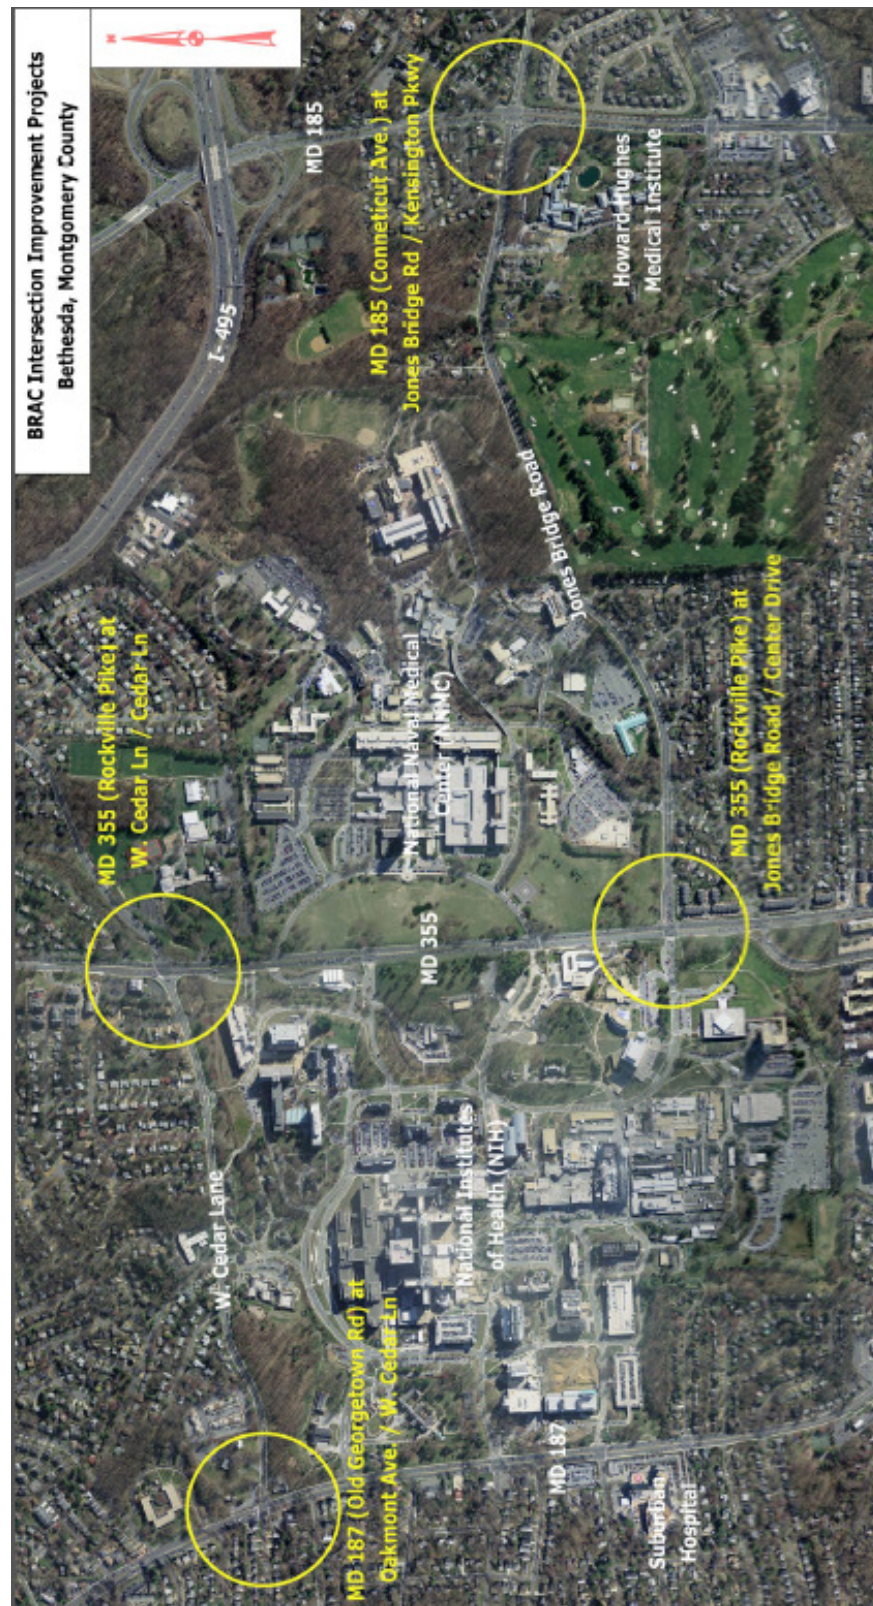 BRAC Intersection Improvement Projects
Bethesda, Montgomery County
N
I-495
MD 185
MD 355 (Rockville Pike) at
W. Cedar Ln / Cedar Ln
MD 185 (Conneticut Ave.) at
Jones Bridge Rd / Kensington Pkwy
W. Cedar Lane
MD 187 (Old Georgetown Rd) at
Oakmont Ave. / W. Cedar Ln
National Naval Medical
Center (NNMC)
MD 355
National Institutes
of Health (NIH)
Jones Bridge Road
Howard Hughes
Medical Institute
MD 187
Suburban
Hospital
MD 355 (Rockville Pike) at
Jones Bridge Road / Center Drive